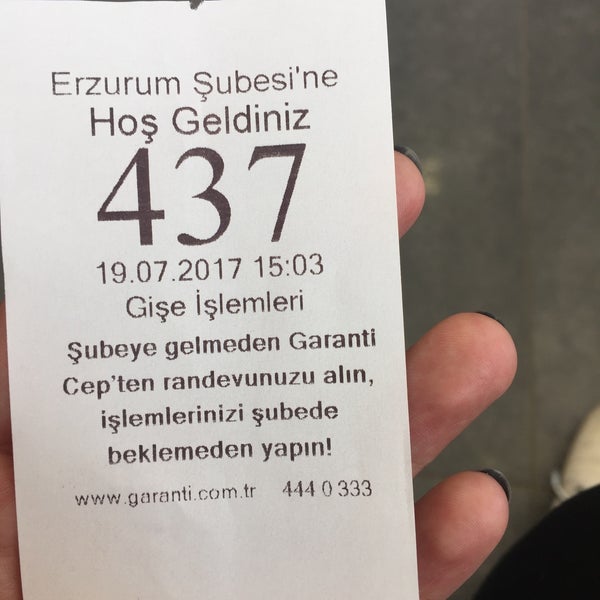 Erzurum Şubesi'ne
Hoş Geldiniz
437
19.07.2017 15:03
Gişe İşlemleri
Şubeye gelmeden Garanti
Cep'ten randevunuzu alın,
işlemlerinizi şubede
beklemeden yapın!
www.garanti.com.tr 444 0 333